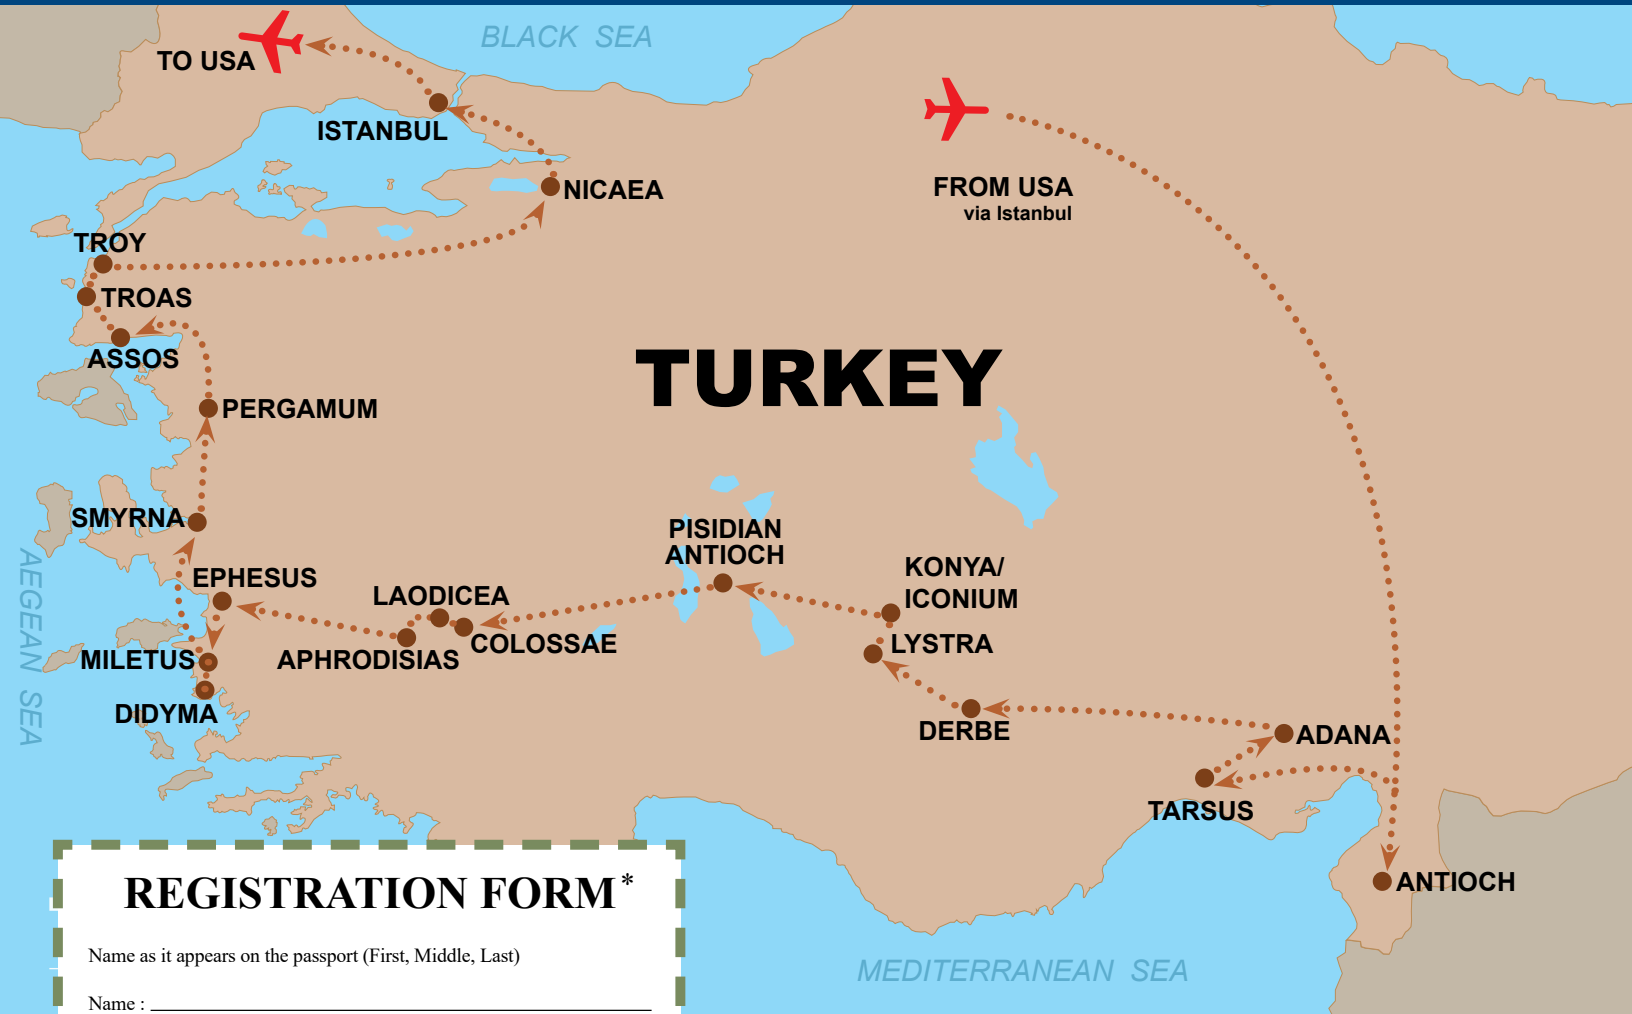 BLACK SEA
TO USA
ISTANBUL
NICAEA
FROM USA
via Istanbul
TROY
TROAS
ASSOS
PERGAMUM
TURKEY
SMYRNA
PISIDIAN
ANTIOCH
KONYA/
ICONIUM
EPHESUS
LAODICEA
COLOSSAE
LYSTRA
MILETUS
APHRODISIAS
DIDYMA
AEGEAN SEA
DERBE
ADANA
TARSUS
ANTIOCH
MEDITERRANEAN SEA
REGISTRATION FORM*
Name as it appears on the passport (First, Middle, Last)
Name :